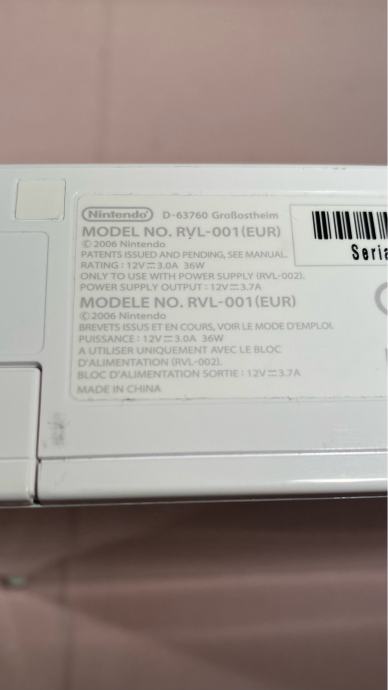 Nintendo D-63760 Großostheim
MODEL NO. RVL-001(EUR)
©2006 Nintendo
PATENTS ISSUED AND PENDING, SEE MANUAL.
RATING : 12V⎓3.0A 36W
ONLY TO USE WITH POWER SUPPLY (RVL-002).
POWER SUPPLY OUTPUT : 12V⎓3.7A
MODELE NO. RVL-001(EUR)
©2006 Nintendo
BREVETS ISSUS ET EN COURS, VOIR LE MODE D'EMPLOI.
PUISSANCE : 12V⎓3.0A 36W
A UTILISER UNIQUEMENT AVEC LE BLOC
D'ALIMENTATION (RVL-002).
BLOC D'ALIMENTATION SORTIE : 12V⎓3.7A
MADE IN CHINA
Seria